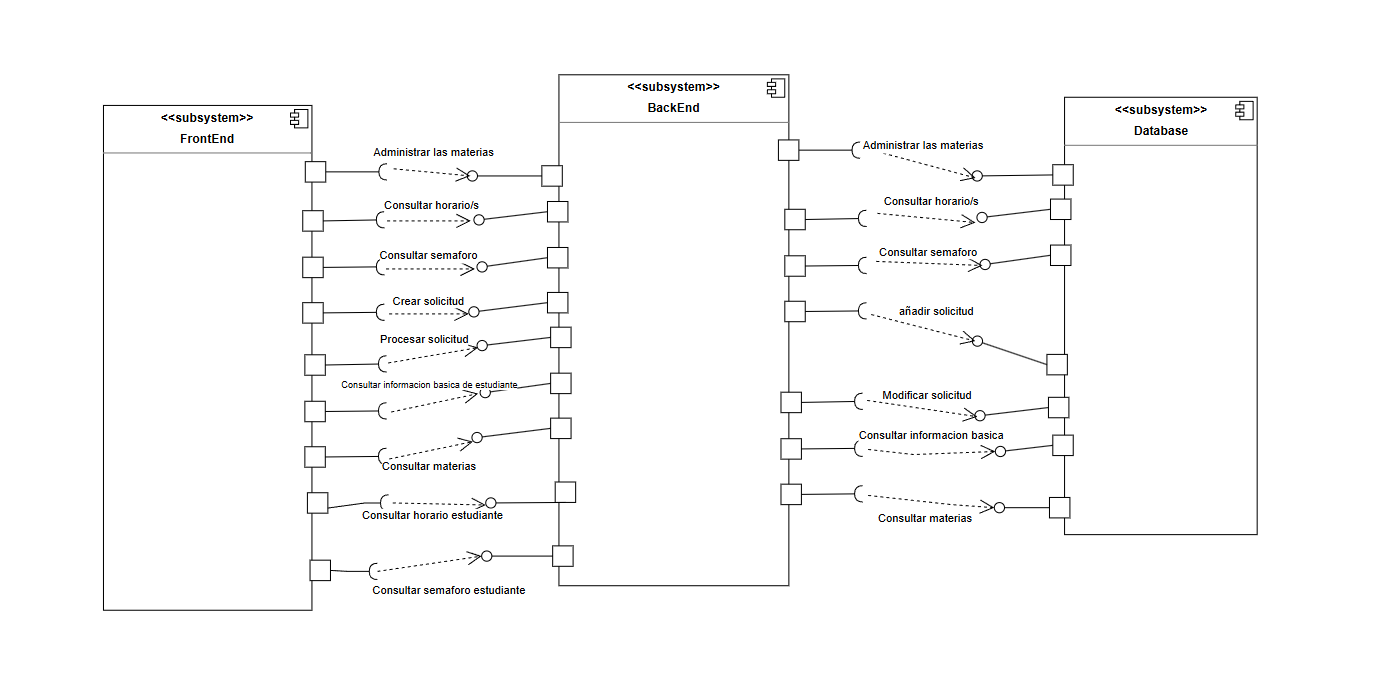 <<subsystem>>
FrontEnd
<<subsystem>>
BackEnd
<<subsystem>>
Database
Administrar las materias
Consultar horario/s
Consultar semaforo
Crear solicitud
Procesar solicitud
Consultar informacion basica de estudiante
Consultar materias
Consultar horario estudiante
Consultar semaforo estudiante
Administrar las materias
Consultar horario/s
Consultar semaforo
añadir solicitud
Modificar solicitud
Consultar informacion basica
Consultar materias